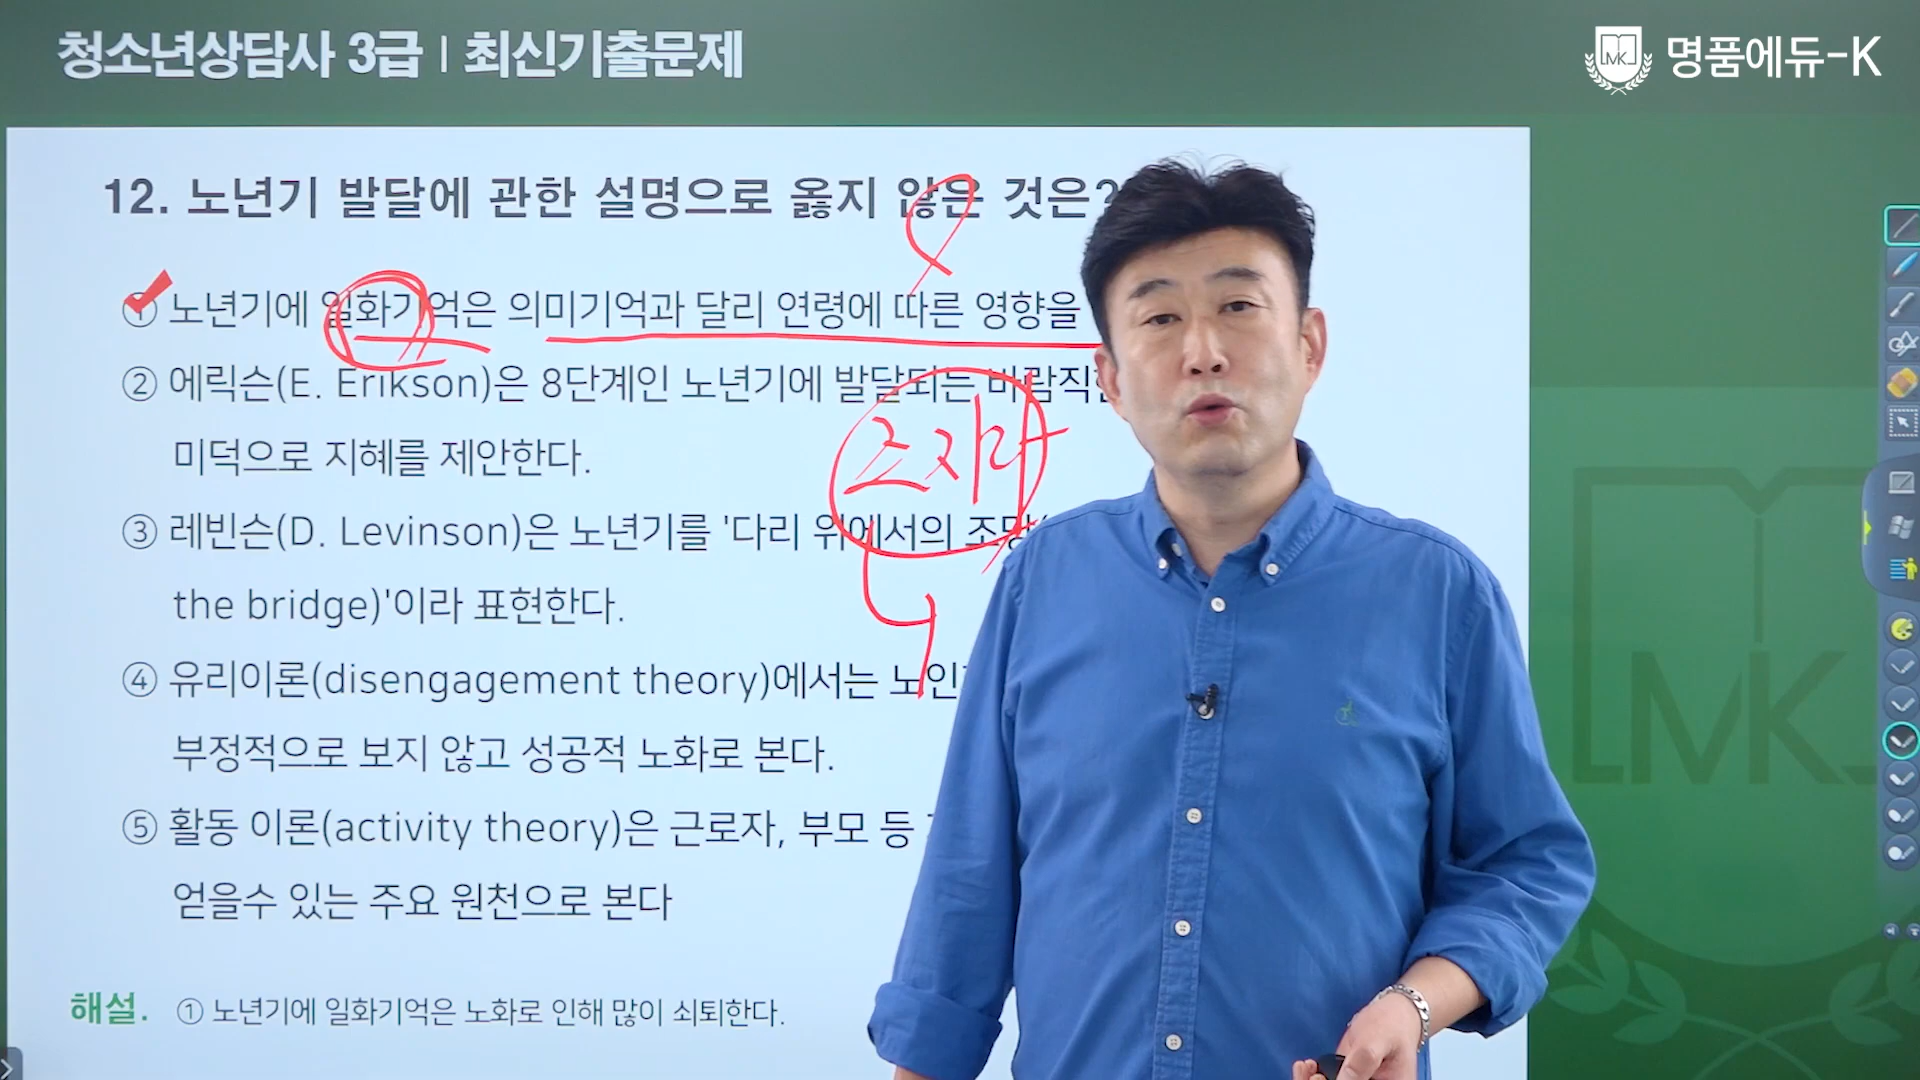 청소년상담사 3급 | 최신기출문제
MK 명품에듀-K
12. 노년기 발달에 관한 설명으로 옳지 않은 것은?
① 노년기에 일화기억은 의미기억과 달리 연령에 따른 영향을
② 에릭슨(E. Erikson)은 8단계인 노년기에 발달되는 바람직한
미덕으로 지혜를 제안한다.
③ 레빈슨(D. Levinson)은 노년기를 '다리 위에서의 조망(
the bridge)'이라 표현한다.
④ 유리이론(disengagement theory)에서는 노인
부정적으로 보지 않고 성공적 노화로 본다.
⑤ 활동 이론(activity theory)은 근로자, 부모 등
얻을수 있는 주요 원천으로 본다
해설. ① 노년기에 일화기억은 노화로 인해 많이 쇠퇴한다.
MK